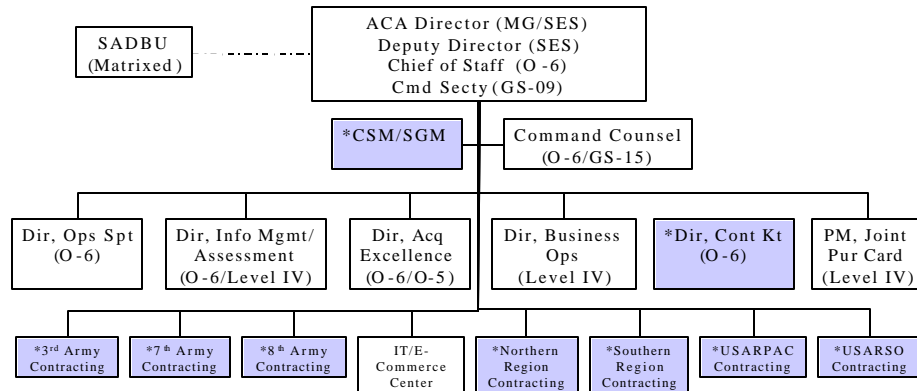 ACA Director (MG/SES)
Deputy Director (SES)
Chief of Staff (O-6)
Cmd Secty (GS-09)
SADBU
(Matrixed)
*CSM/SGM
Command Counsel
(O-6/GS-15)
Dir, Ops Spt
(O-6)
Dir, Info Mgmt/
Assessment
(O-6/Level IV)
Dir, Acq
Excellence
(O-6/O-5)
Dir, Business
Ops
(Level IV)
*Dir, Cont Kt
(O-6)
PM, Joint
Pur Card
(Level IV)
*3rd Army
Contracting
*7th Army
Contracting
*8th Army
Contracting
IT/E-
Commerce
Center
*Northern
Region
Contracting
*Southern
Region
Contracting
*USARPAC
Contracting
*USARSO
Contracting